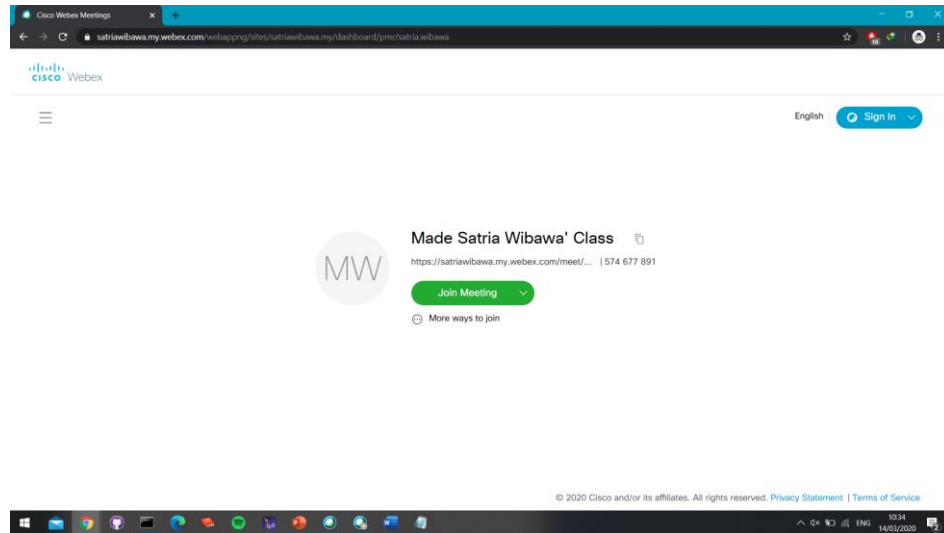 Cisco Webex Meetings
satriawibawa.my.webex.com/webappng/sites/satriawibawa.my/dashboard/pmr/satria.wibawa
10
CISCO Webex
English
Sign In
MW
Made Satria Wibawa' Class
https://satriawibawa.my.webex.com/meet/... | 574 677 891
Join Meeting
More ways to join
© 2020 Cisco and/or its affiliates. All rights reserved. Privacy Statement | Terms of Service
ENG
10:34
14/03/2020
2